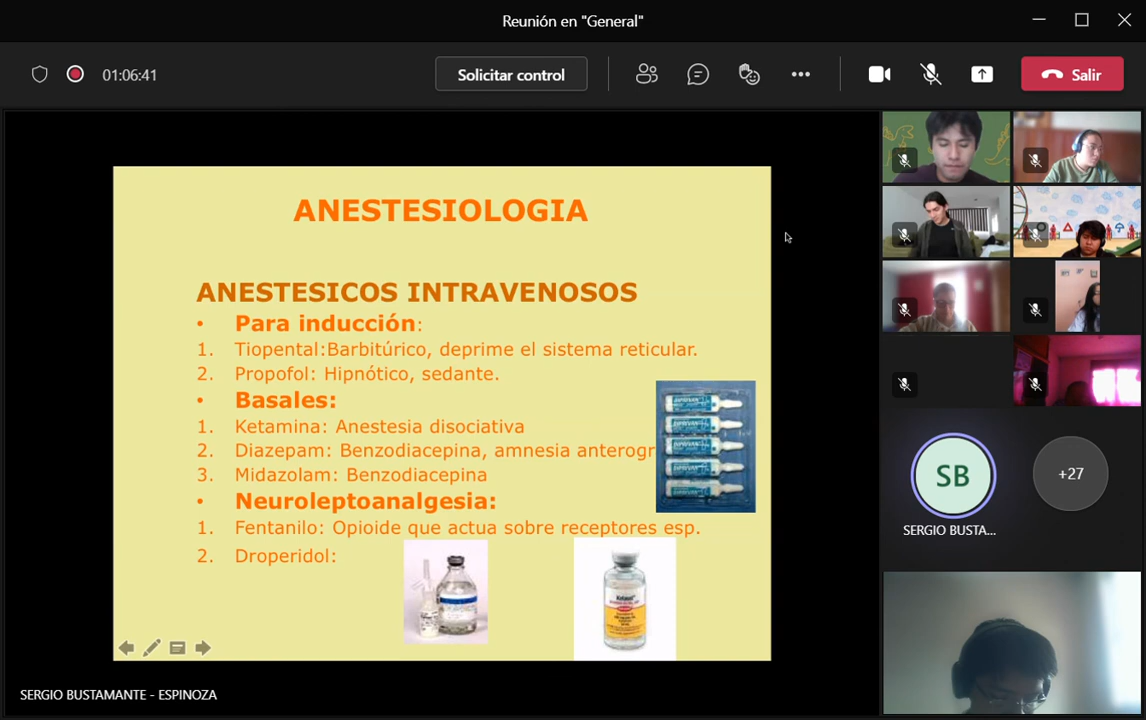 Reunión en "General"
01:06:41
Solicitar control
Salir
ANESTESIOLOGIA
ANESTESICOS INTRAVENOSOS
• Para inducción:
1. Tiopental:Barbitúrico, deprime el sistema reticular.
2. Propofol: Hipnótico, sedante.
• Basales:
1. Ketamina: Anestesia disociativa
2. Diazepam: Benzodiacepina, amnesia anterogr
3. Midazolam: Benzodiacepina
• Neuroleptoanalgesia:
1. Fentanilo: Opioide que actua sobre receptores esp.
2. Droperidol:
SB
+27
SERGIO BUSTA...
SERGIO BUSTAMANTE - ESPINOZA